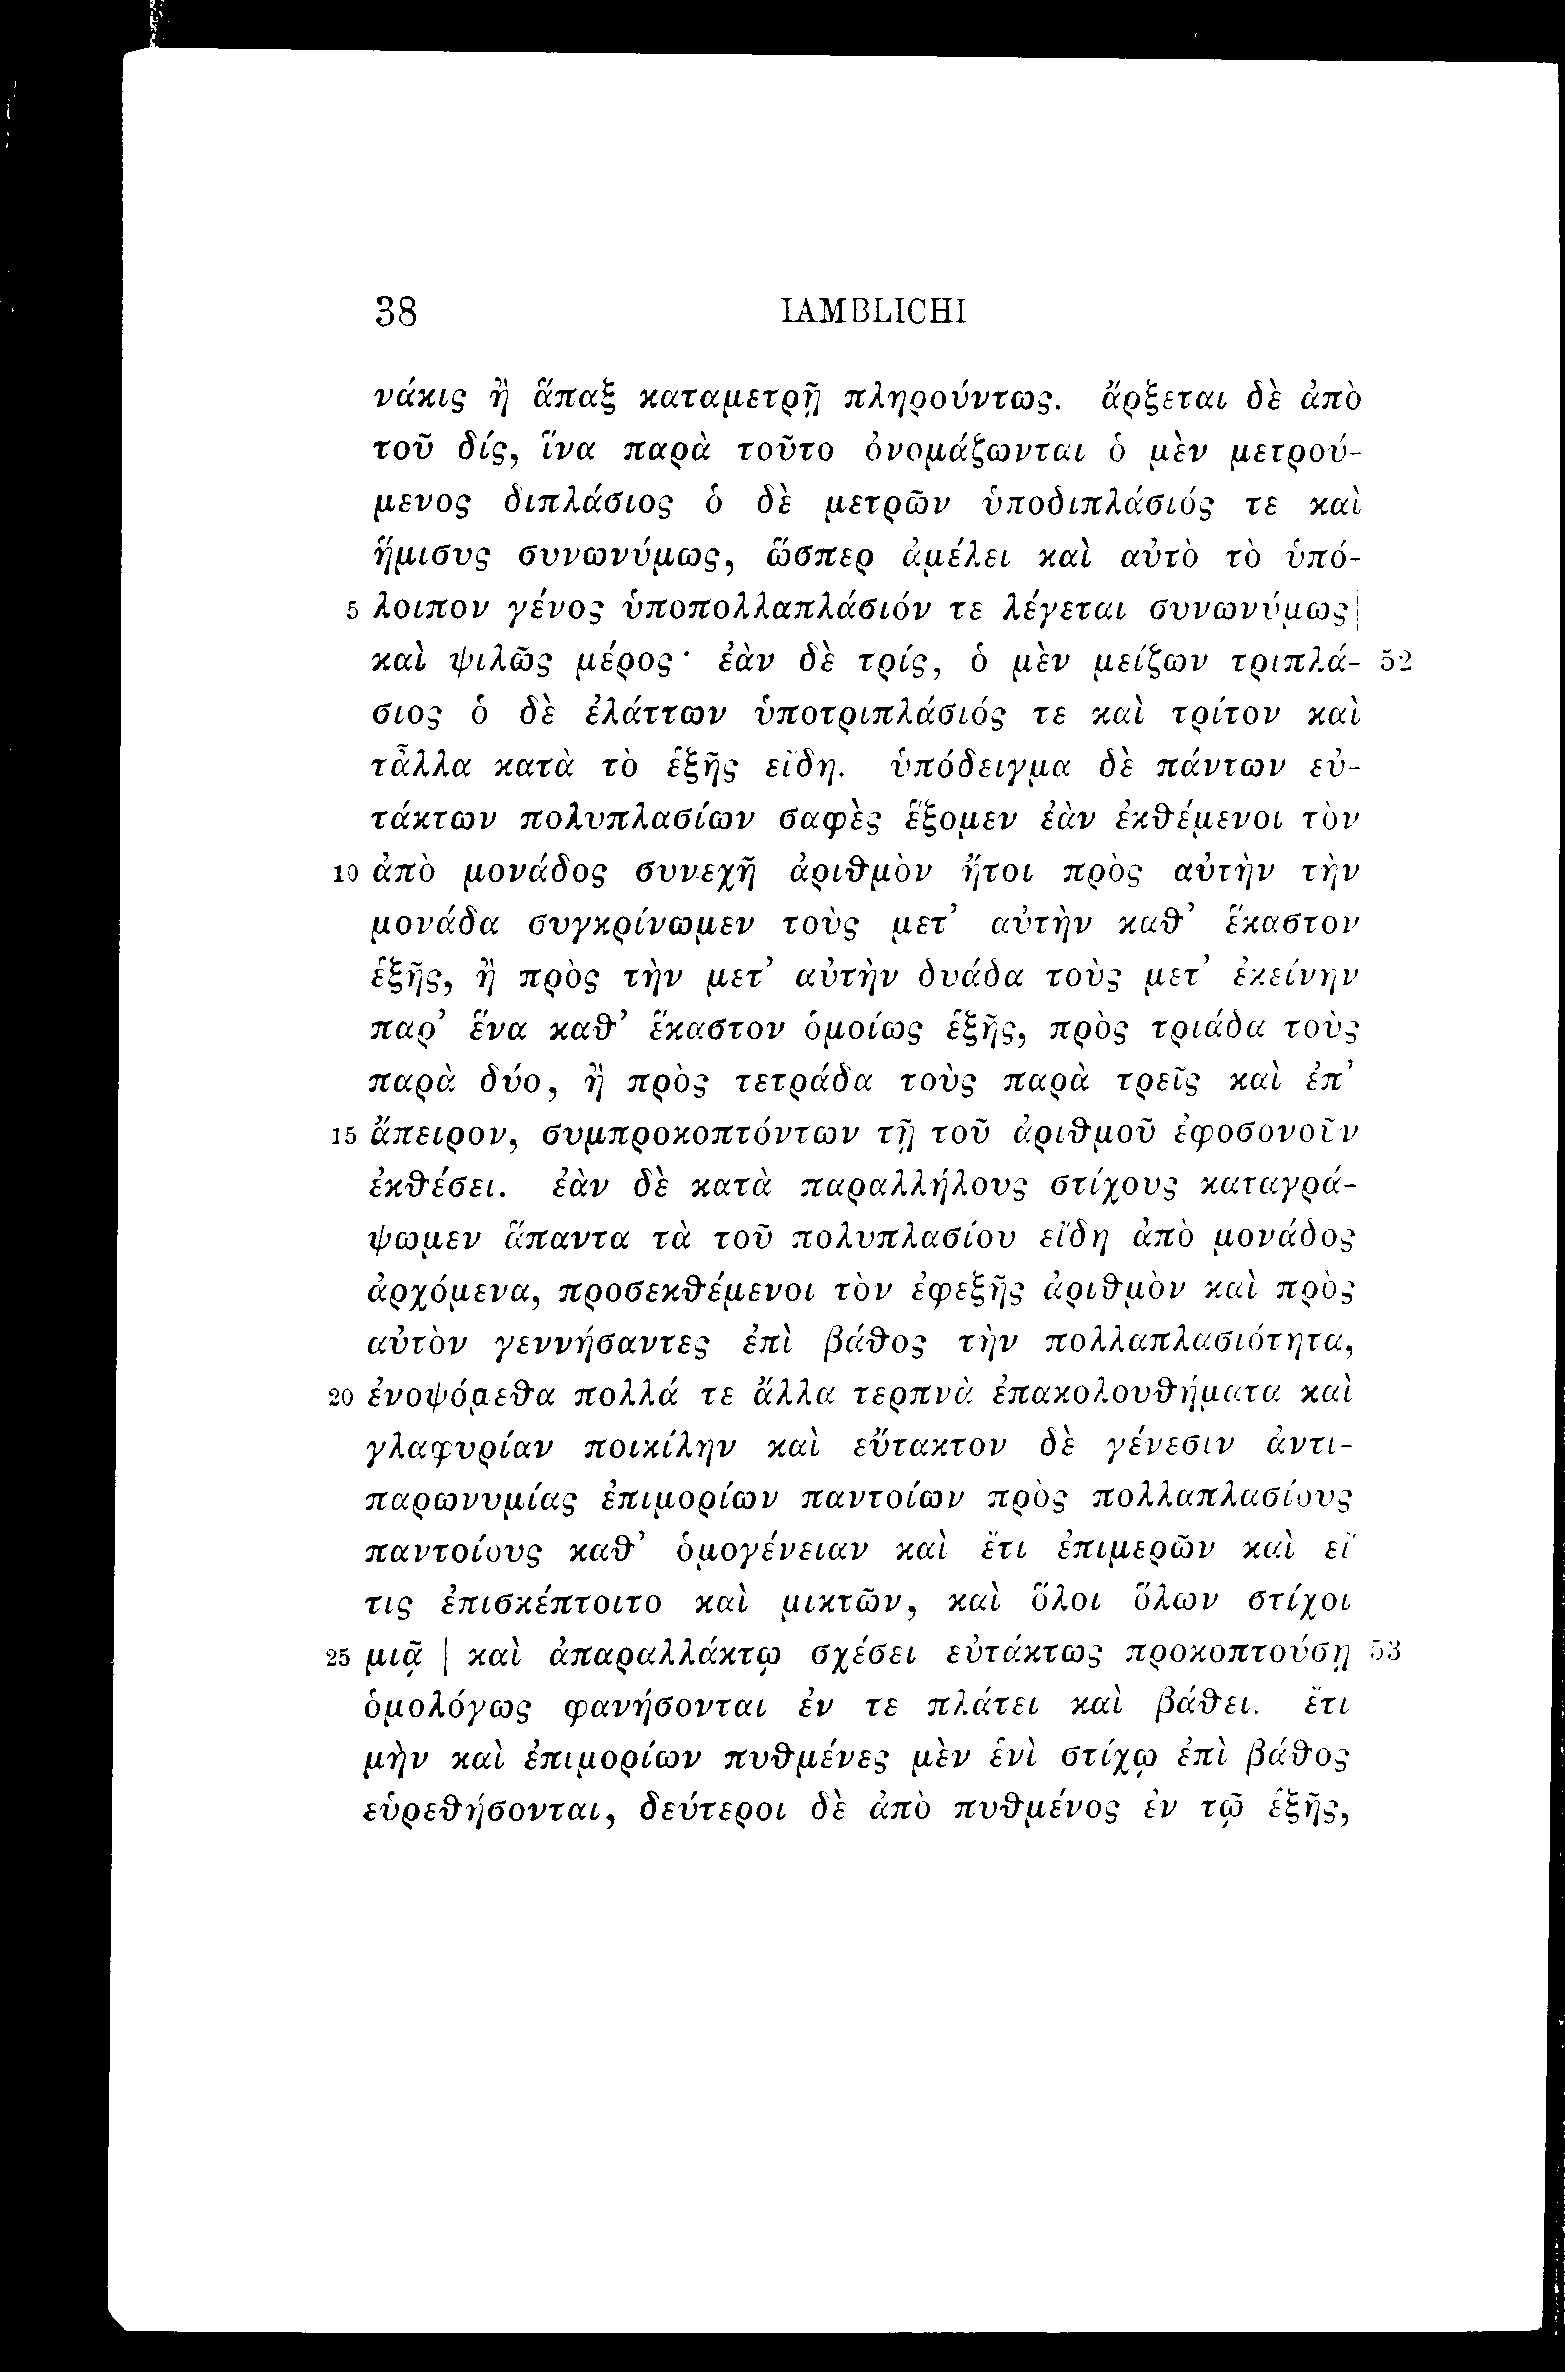 38 IAMBLICHI
νάκις ἢ ἅπαξ καταμετρῇ πληρούντως. ἄρξεται δὲ ἀπὸ
τοῦ δίς, ἵνα παρὰ τοῦτο ὀνομάζωνται ὁ μὲν μετρού-
μενος διπλάσιος ὁ δὲ μετρῶν ὑποδιπλάσιός τε καὶ
ἥμισυς συνωνύμως, ὥσπερ ἀμέλει καὶ αὐτὸ τὸ ὑπό-
5 λοιπον γένος ὑποπολλαπλάσιόν τε λέγεται συνωνύμως|
καὶ ψιλῶς μέρος· ἐὰν δὲ τρίς, ὁ μὲν μείζων τριπλά- 52
σιος ὁ δὲ ἐλάττων ὑποτριπλάσιός τε καὶ τρίτον καὶ
τἆλλα κατὰ τὸ ἑξῆς εἴδη. ὑπόδειγμα δὲ πάντων εὐ-
τάκτων πολυπλασίων σαφὲς ἕξομεν ἐὰν ἐκθέμενοι τὸν
10 ἀπὸ μονάδος συνεχῆ ἀριθμὸν ἤτοι πρὸς αὐτὴν τὴν
μονάδα συγκρίνωμεν τοὺς μετ’ αὐτὴν καθ’ ἕκαστον
ἑξῆς, ἢ πρὸς τὴν μετ’ αὐτὴν δυάδα τοὺς μετ’ ἐκείνην
παρ’ ἕνα καθ’ ἕκαστον ὁμοίως ἑξῆς, πρὸς τριάδα τοὺς
παρὰ δύο, ἢ πρὸς τετράδα τοὺς παρὰ τρεῖς καὶ ἐπ’
15 ἄπειρον, συμπροκοπτόντων τῇ τοῦ ἀριθμοῦ ἐφοσονοῦν
ἐκθέσει. ἐὰν δὲ κατὰ παραλλήλους στίχους καταγρά-
ψωμεν ἅπαντα τὰ τοῦ πολυπλασίου εἴδη ἀπὸ μονάδος
ἀρχόμενα, προσεκθέμενοι τὸν ἐφεξῆς ἀριθμὸν καὶ πρὸς
αὐτὸν γεννήσαντες ἐπὶ βάθος τὴν πολλαπλασιότητα,
20 ἐνοψόμεθα πολλά τε ἄλλα τερπνὰ ἐπακολουθήματα καὶ
γλαφυρίαν ποικίλην καὶ εὔτακτον δὲ γένεσιν ἀντι-
παρωνυμίας ἐπιμορίων παντοίων πρὸς πολλαπλασίους
παντοίους καθ’ ὁμογένειαν καὶ ἔτι ἐπιμερῶν καὶ εἴ
τις ἐπισκέπτοιτο καὶ μικτῶν, καὶ ὅλοι ὅλων στίχοι
25 μιᾷ | καὶ ἀπαραλλάκτῳ σχέσει εὐτάκτως προκοπτούσῃ 53
ὁμολόγως φανήσονται ἐν τε πλάτει καὶ βάθει. ἔτι
μὴν καὶ ἐπιμορίων πυθμένες μὲν ἑνὶ στίχῳ ἐπὶ βάθος
εὑρεθήσονται, δεύτεροι δὲ ἀπὸ πυθμένος ἐν τῷ ἑξῆς,